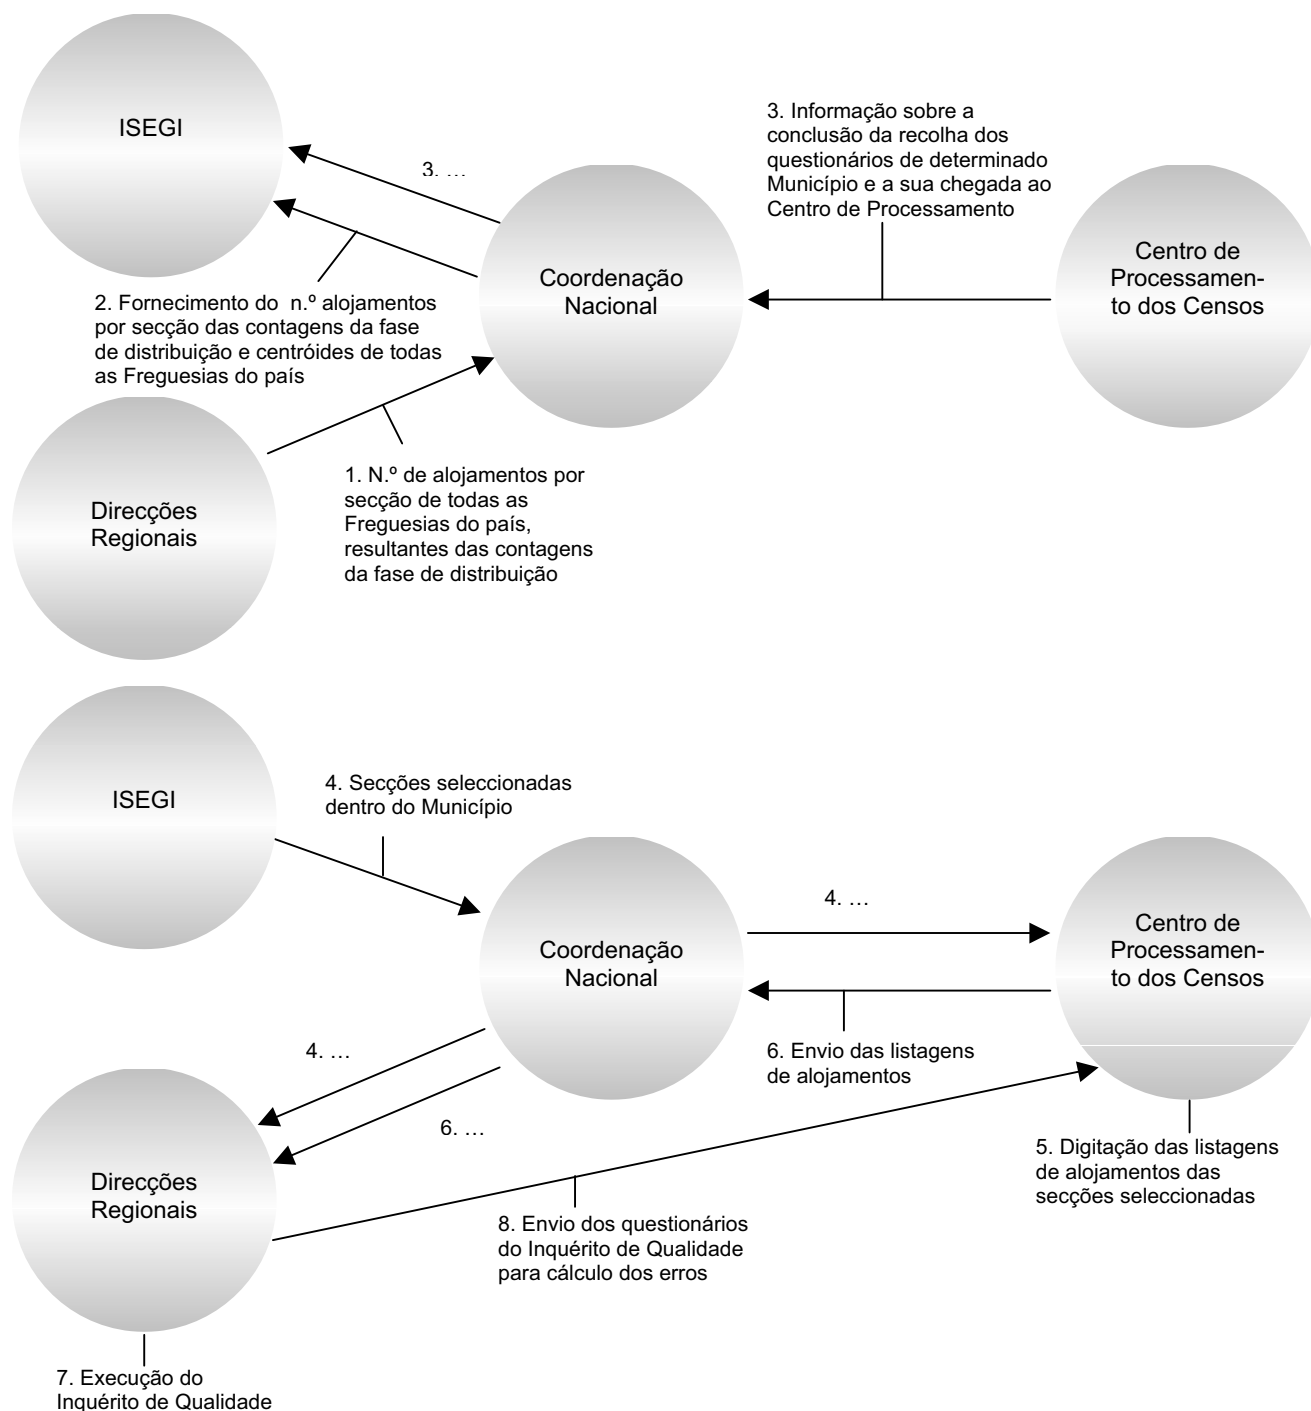 ISEGI
3. …
3. Informação sobre a
conclusão da recolha dos
questionários de determinado
Município e a sua chegada ao
Centro de Processamento
Coordenação
Nacional
Centro de
Processamen-
to dos Censos
2. Fornecimento do n.º alojamentos
por secção das contagens da fase
de distribuição e centróides de todas
as Freguesias do país
1. N.º de alojamentos por
secção de todas as
Freguesias do país,
resultantes das contagens
da fase de distribuição
Direcções
Regionais
ISEGI
4. Secções seleccionadas
dentro do Município
Coordenação
Nacional
4. …
Centro de
Processamen-
to dos Censos
6. Envio das listagens
de alojamentos
4. …
6. …
5. Digitação das listagens
de alojamentos das
secções seleccionadas
Direcções
Regionais
8. Envio dos questionários
do Inquérito de Qualidade
para cálculo dos erros
7. Execução do
Inquérito de Qualidade